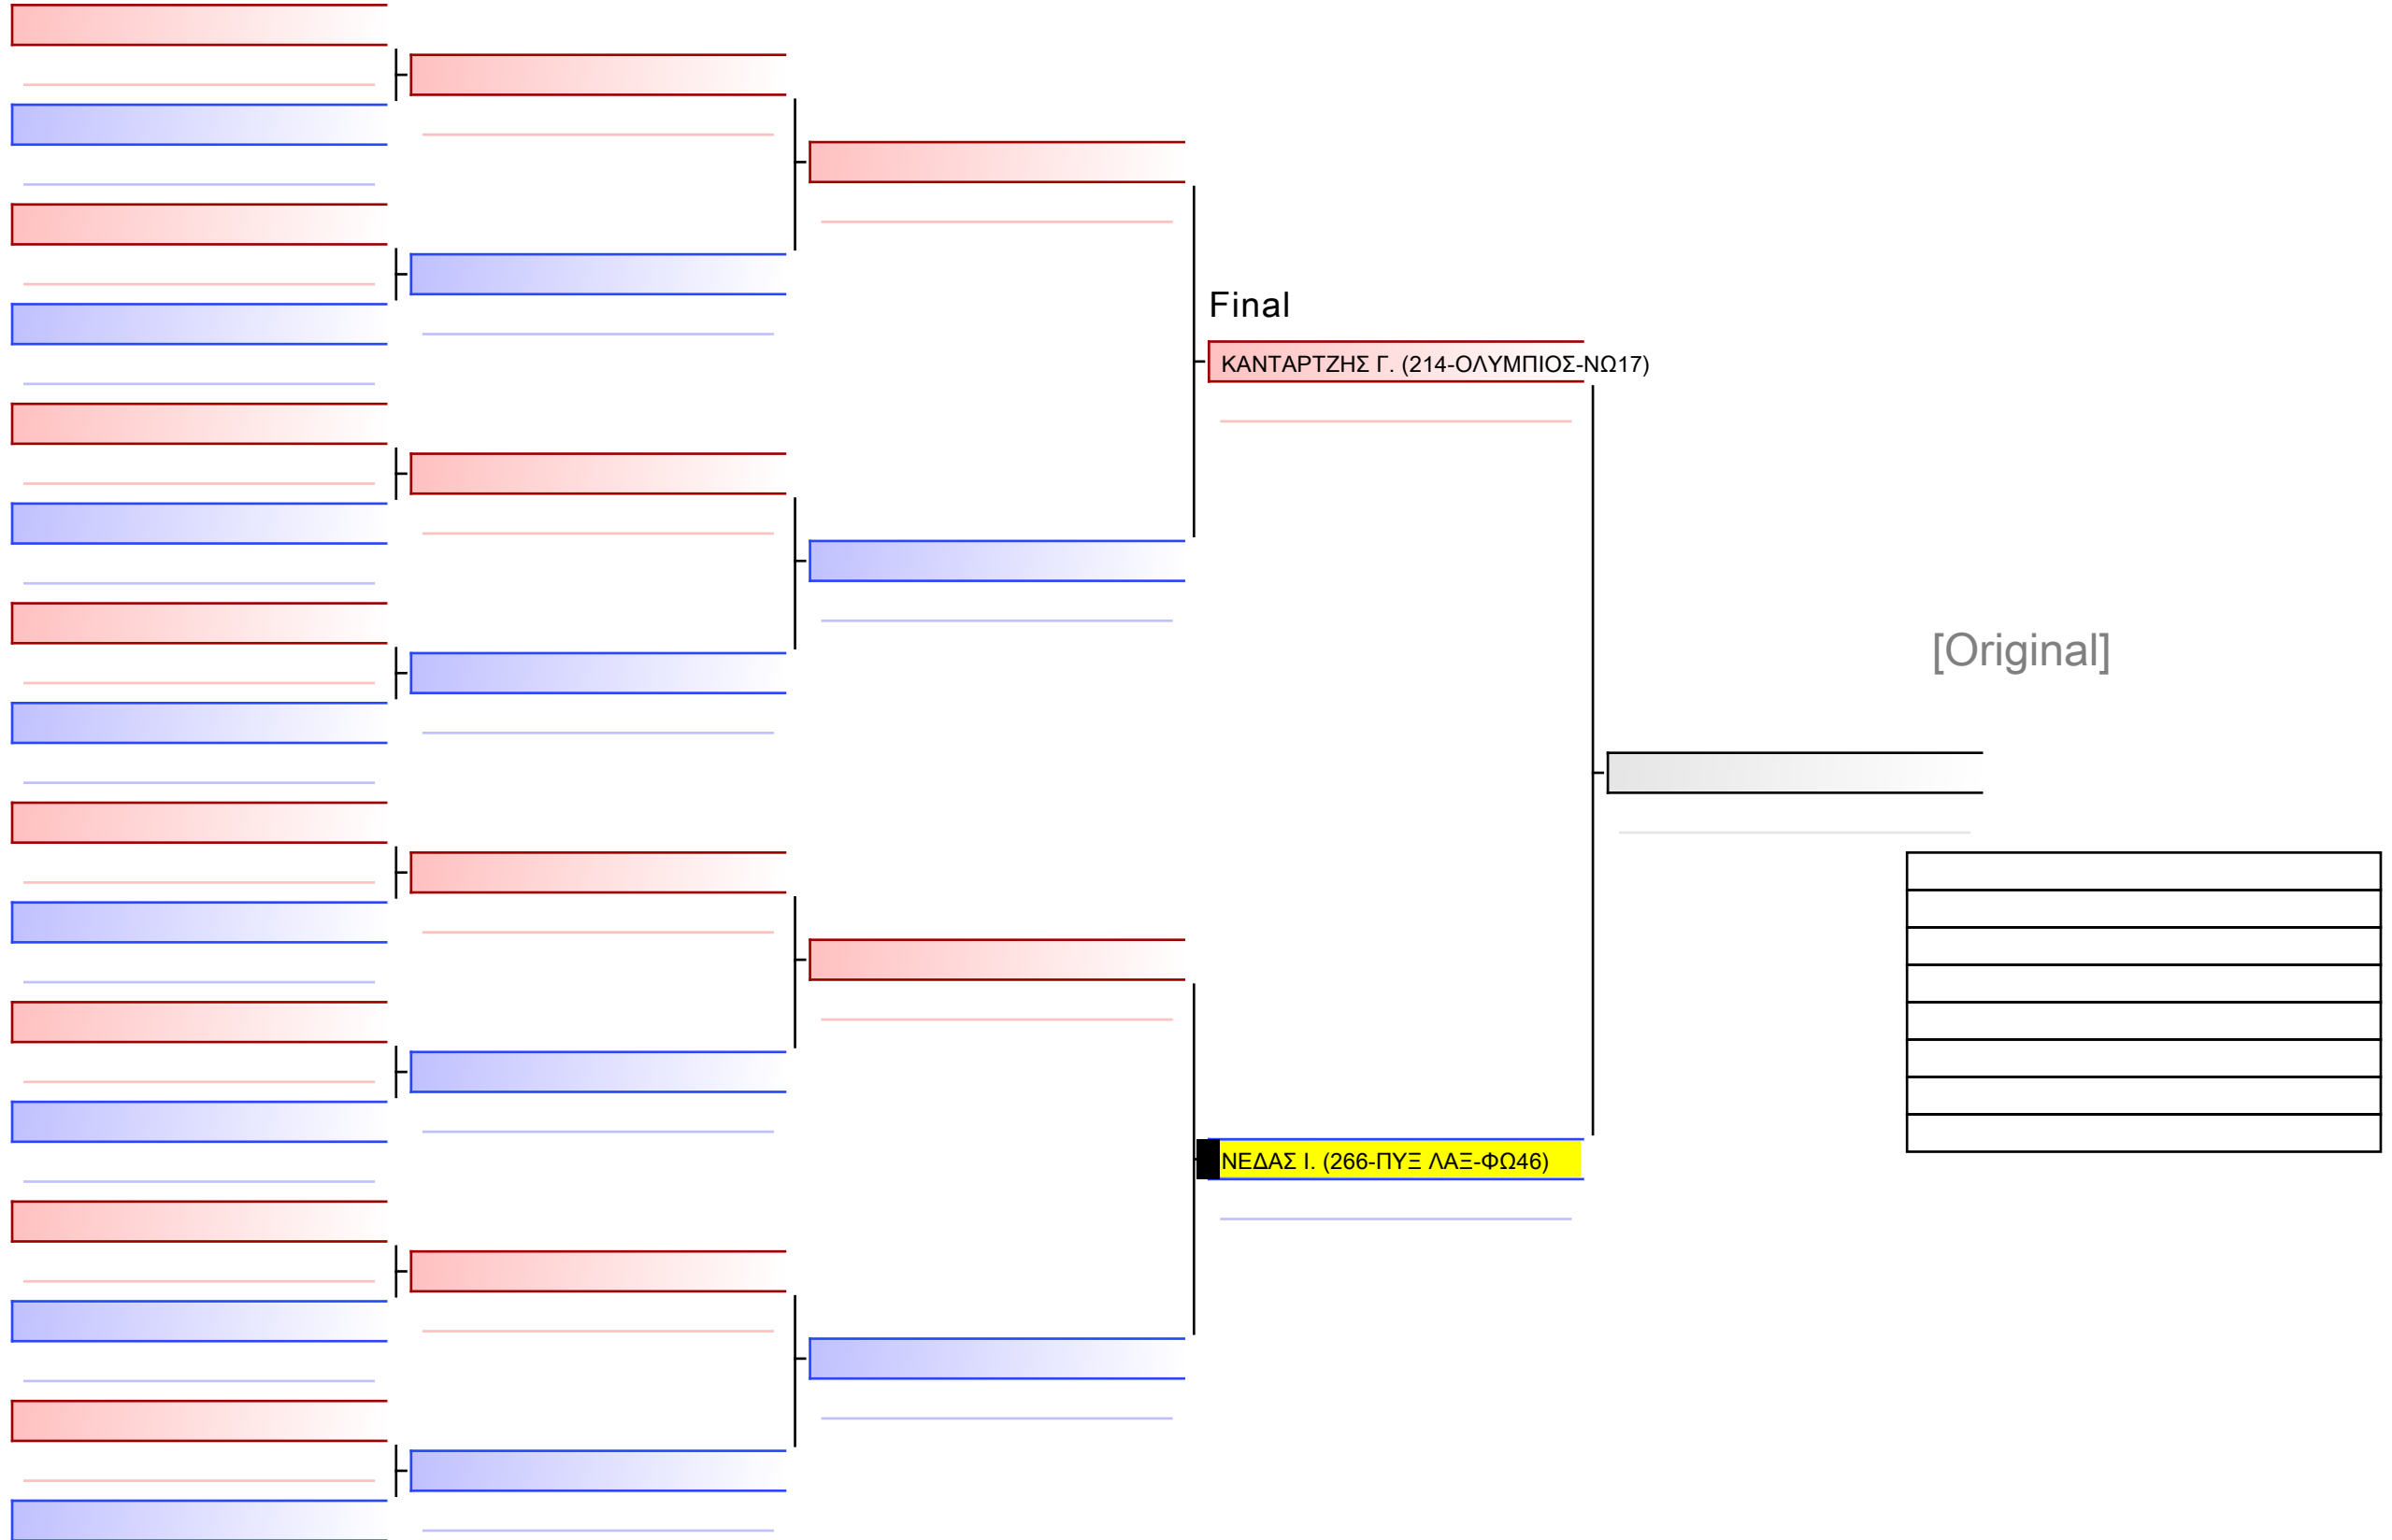 Final
ΚΑΝΤΑΡΤΖΗΣ Γ. (214-ΟΛΥΜΠΙΟΣ-ΝΩ17)
[Original]
ΝΕΔΑΣ Ι. (266-ΠΥΞ ΛΑΞ-ΦΩ46)